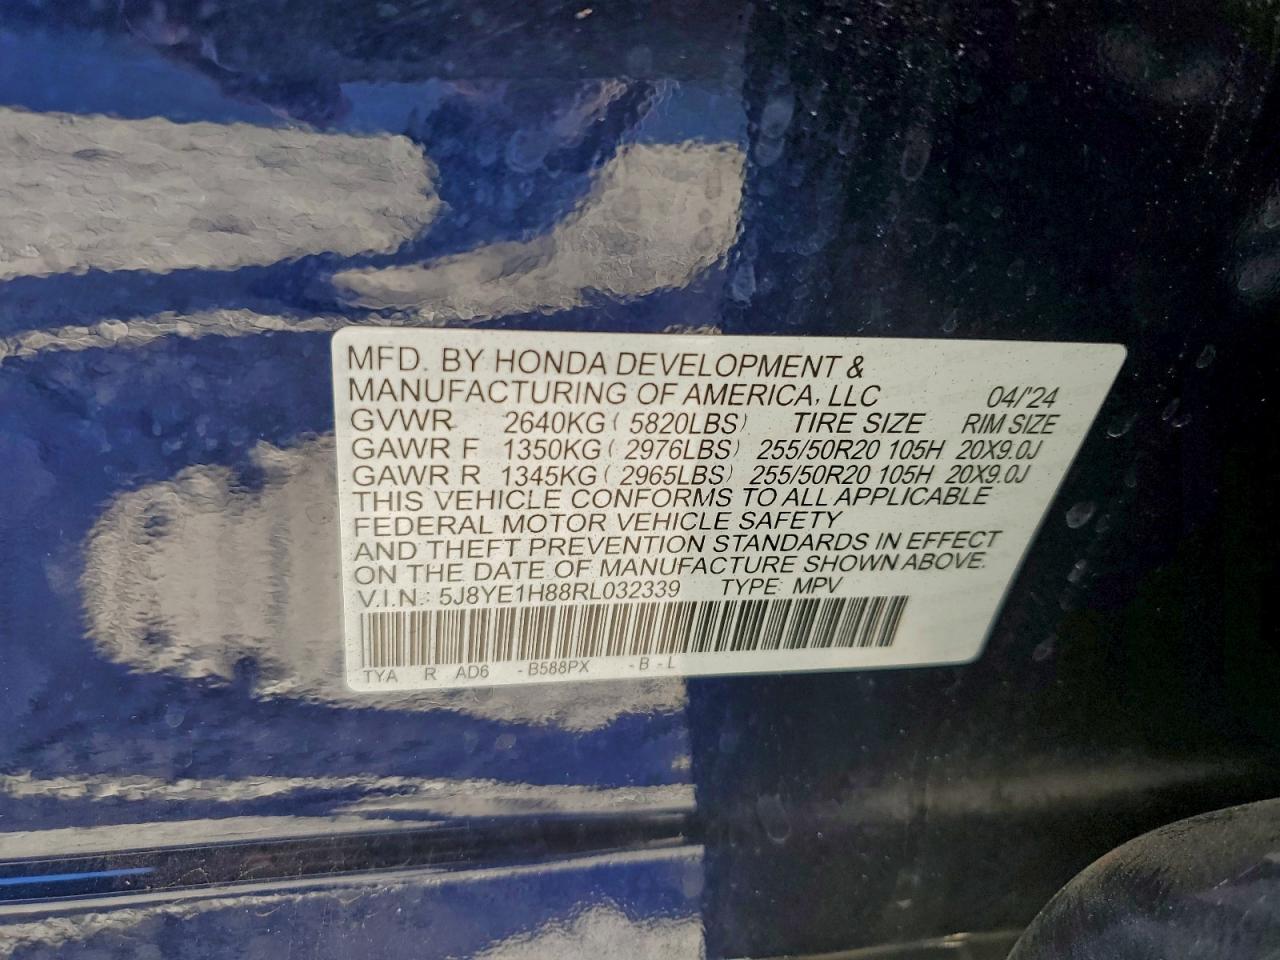 MFD. BY HONDA DEVELOPMENT &
MANUFACTURING OF AMERICA, LLC 04/'24
GVWR 2640KG ( 5820LBS) TIRE SIZE RIM SIZE
GAWR F 1350KG ( 2976LBS) 255/50R20 105H 20X9.0J
GAWR R 1345KG ( 2965LBS) 255/50R20 105H 20X9.0J
THIS VEHICLE CONFORMS TO ALL APPLICABLE
FEDERAL MOTOR VEHICLE SAFETY
AND THEFT PREVENTION STANDARDS IN EFFECT
ON THE DATE OF MANUFACTURE SHOWN ABOVE.
V.I.N.: 5J8YE1H88RL032339 TYPE: MPV
TYA R AD6 -B588PX -B-L